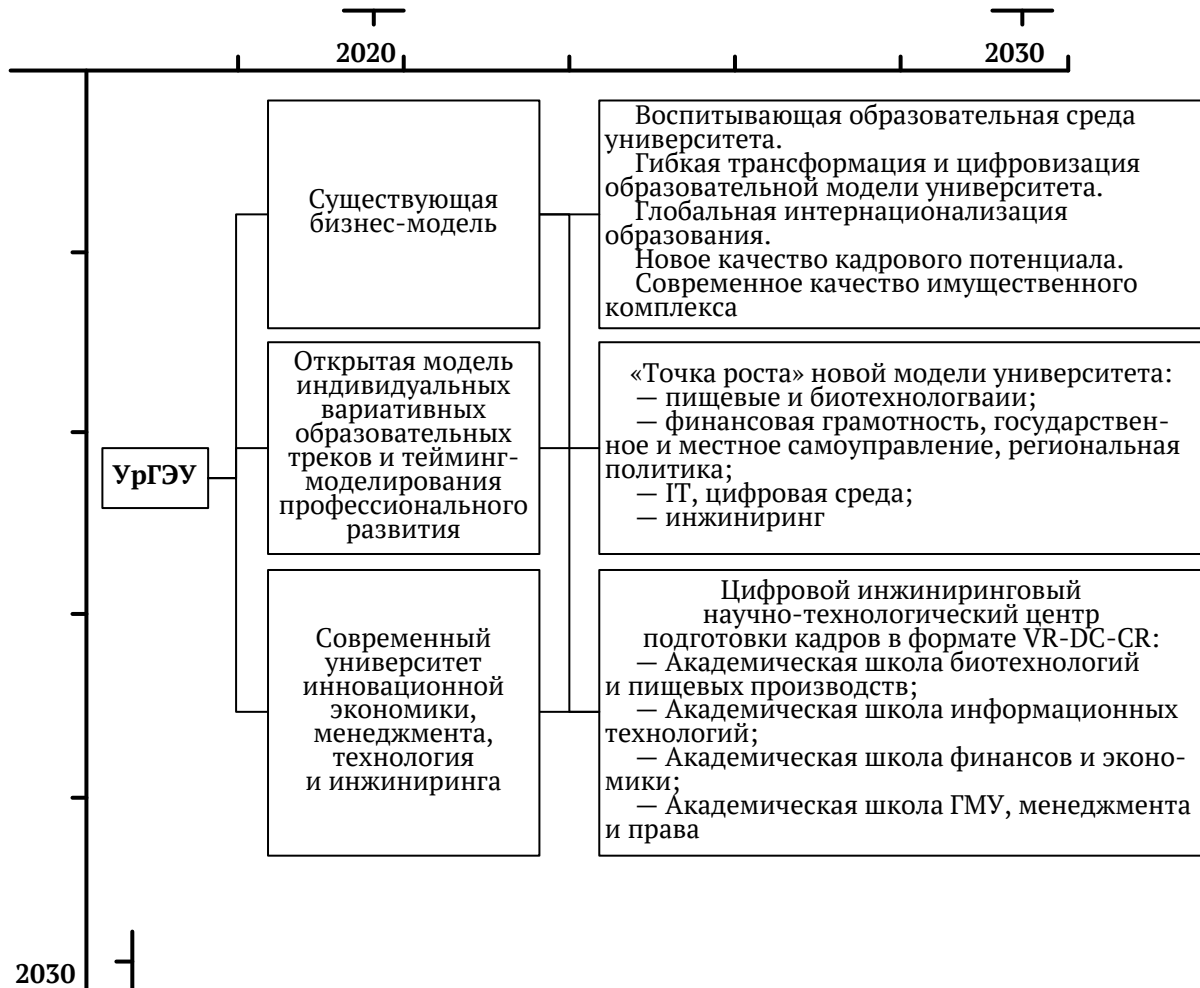 2020
2030
Существующая
бизнес-модель
Воспитывающая образовательная среда
университета.
Гибкая трансформация и цифровизация
образовательной модели университета.
Глобальная интернационализация
образования.
Новое качество кадрового потенциала.
Современное качество имущественного
комплекса
УрГЭУ
Открытая модель
индивидуальных
вариативных
образовательных
треков и тейминг-
моделирования
профессионального
развития
«Точка роста» новой модели университета:
— пищевые и биотехнологваии;
— финансовая грамотность, государствен-
ное и местное самоуправление, региональная
политика;
— IT, цифровая среда;
— инжиниринг
Современный
университет
инновационной
экономики,
менеджмента,
технология
и инжиниринга
Цифровой инжиниринговый
научно-технологический центр
подготовки кадров в формате VR-DC-CR:
— Академическая школа биотехнологий
и пищевых производств;
— Академическая школа информационных
технологий;
— Академическая школа финансов и эконо-
мики;
— Академическая школа ГМУ, менеджмента
и права
2030